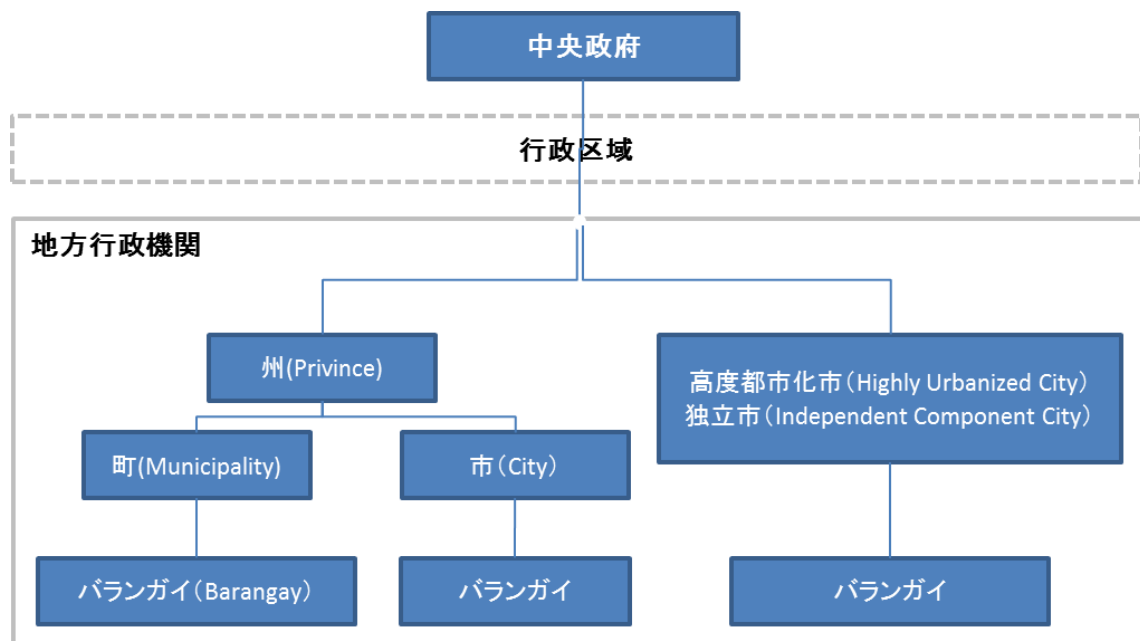 中央政府
行政区域
地方行政機関
州(Privince)
高度都市化市(Highly Urbanized City)
独立市(Independent Component City)
町(Municipality)
市(City)
バランガイ(Barangay)
バランガイ
バランガイ